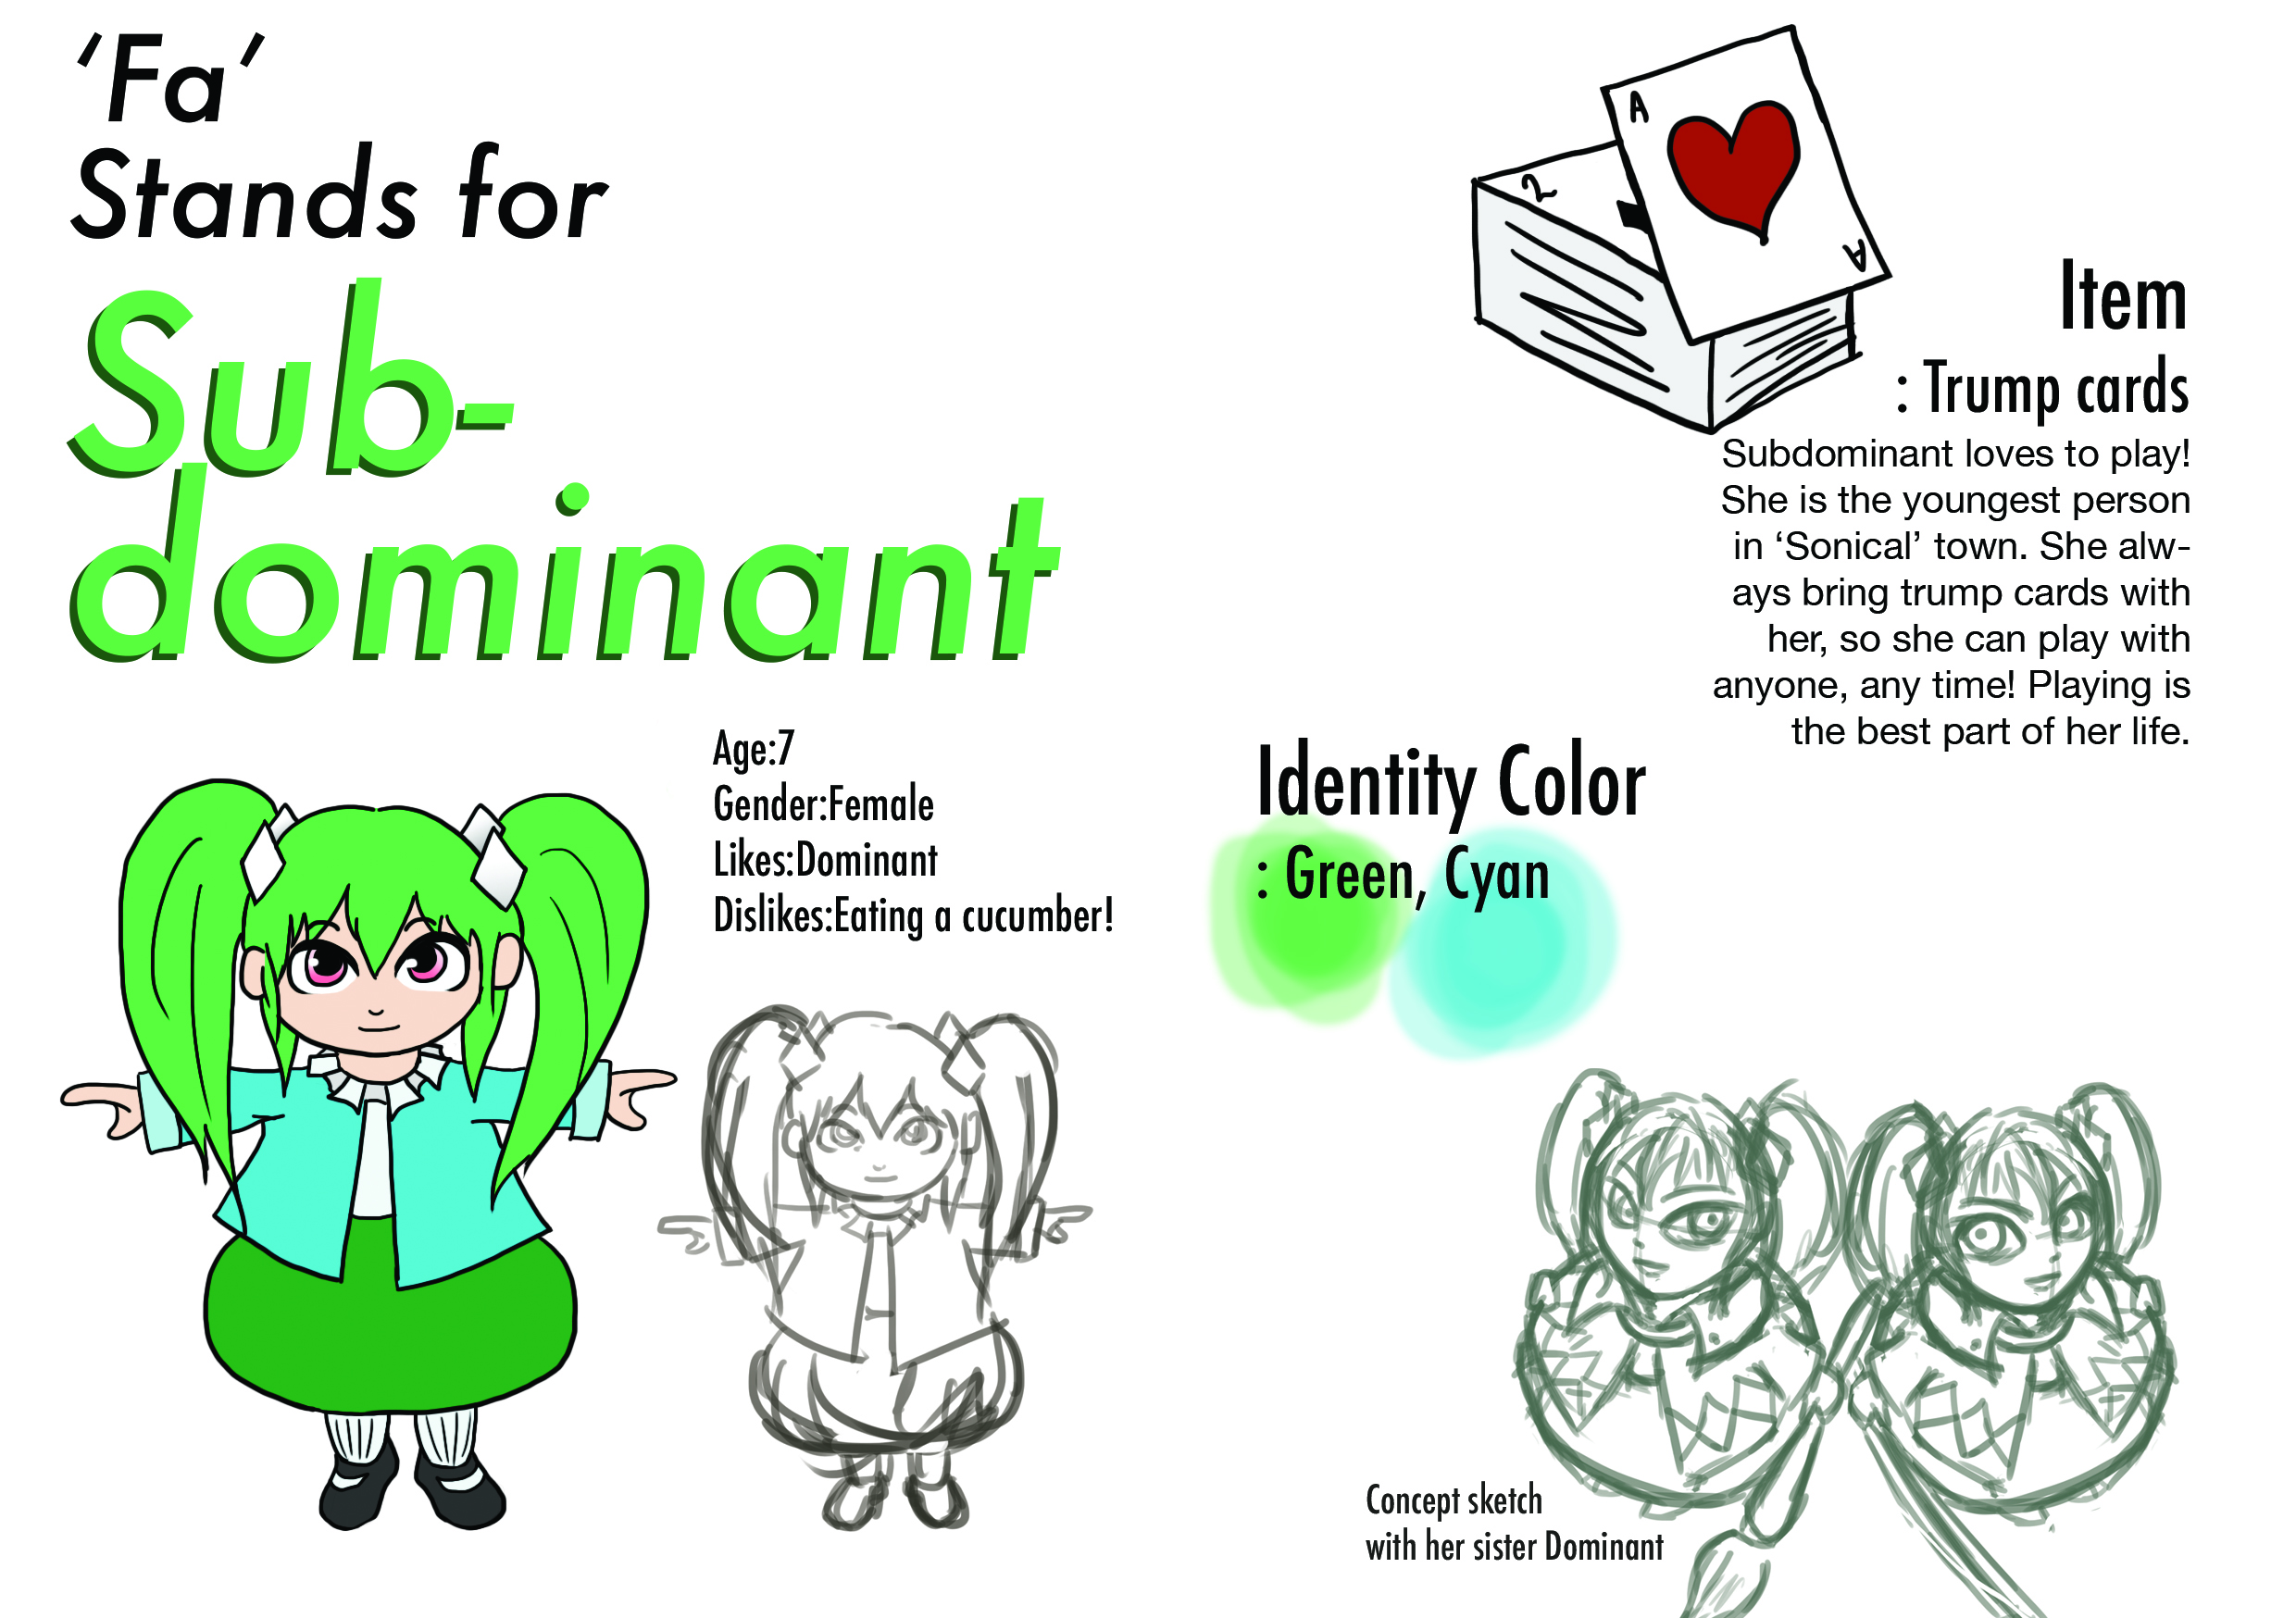 ‘Fa’
Stands for
Sub-
dominant
Age:7
Gender:Female
Likes:Dominant
Dislikes:Eating a cucumber!
A
2
A
Item
: Trump cards
Subdominant loves to play!
She is the youngest person
in ‘Sonical’ town. She alw-
ays bring trump cards with
her, so she can play with
anyone, any time! Playing is
the best part of her life.
Identity Color
: Green, Cyan
Concept sketch
with her sister Dominant